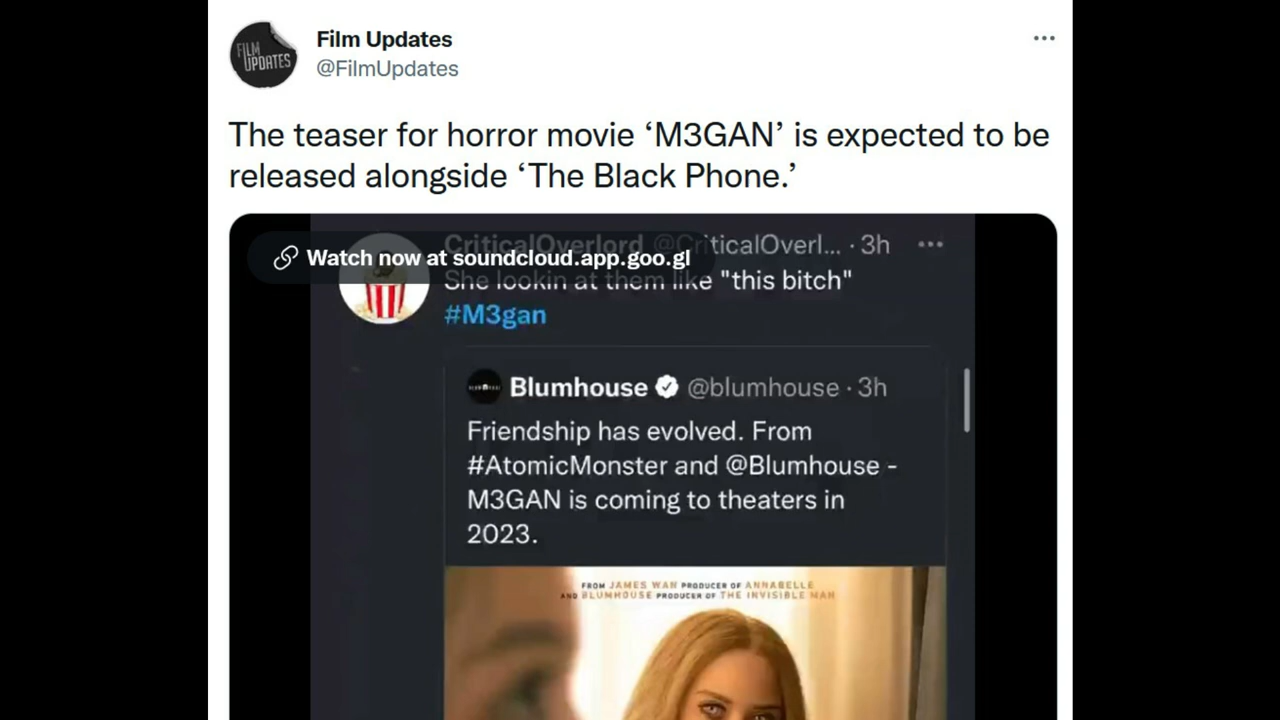 FILM
UPDATES
Film Updates
@FilmUpdates
The teaser for horror movie ‘M3GAN’ is expected to be
released alongside ‘The Black Phone.’
Watch now at soundcloud.app.goo.gl
CriticalOverlord @CriticalOverl... · 3h
She lookin at them like "this bitch"
#M3gan
Blumhouse @blumhouse · 3h
Friendship has evolved. From
#AtomicMonster and @Blumhouse -
M3GAN is coming to theaters in
2023.
FROM JAMES WAN PRODUCER OF ANNABELLE
AND BLUMHOUSE PRODUCER OF THE INVISIBLE MAN